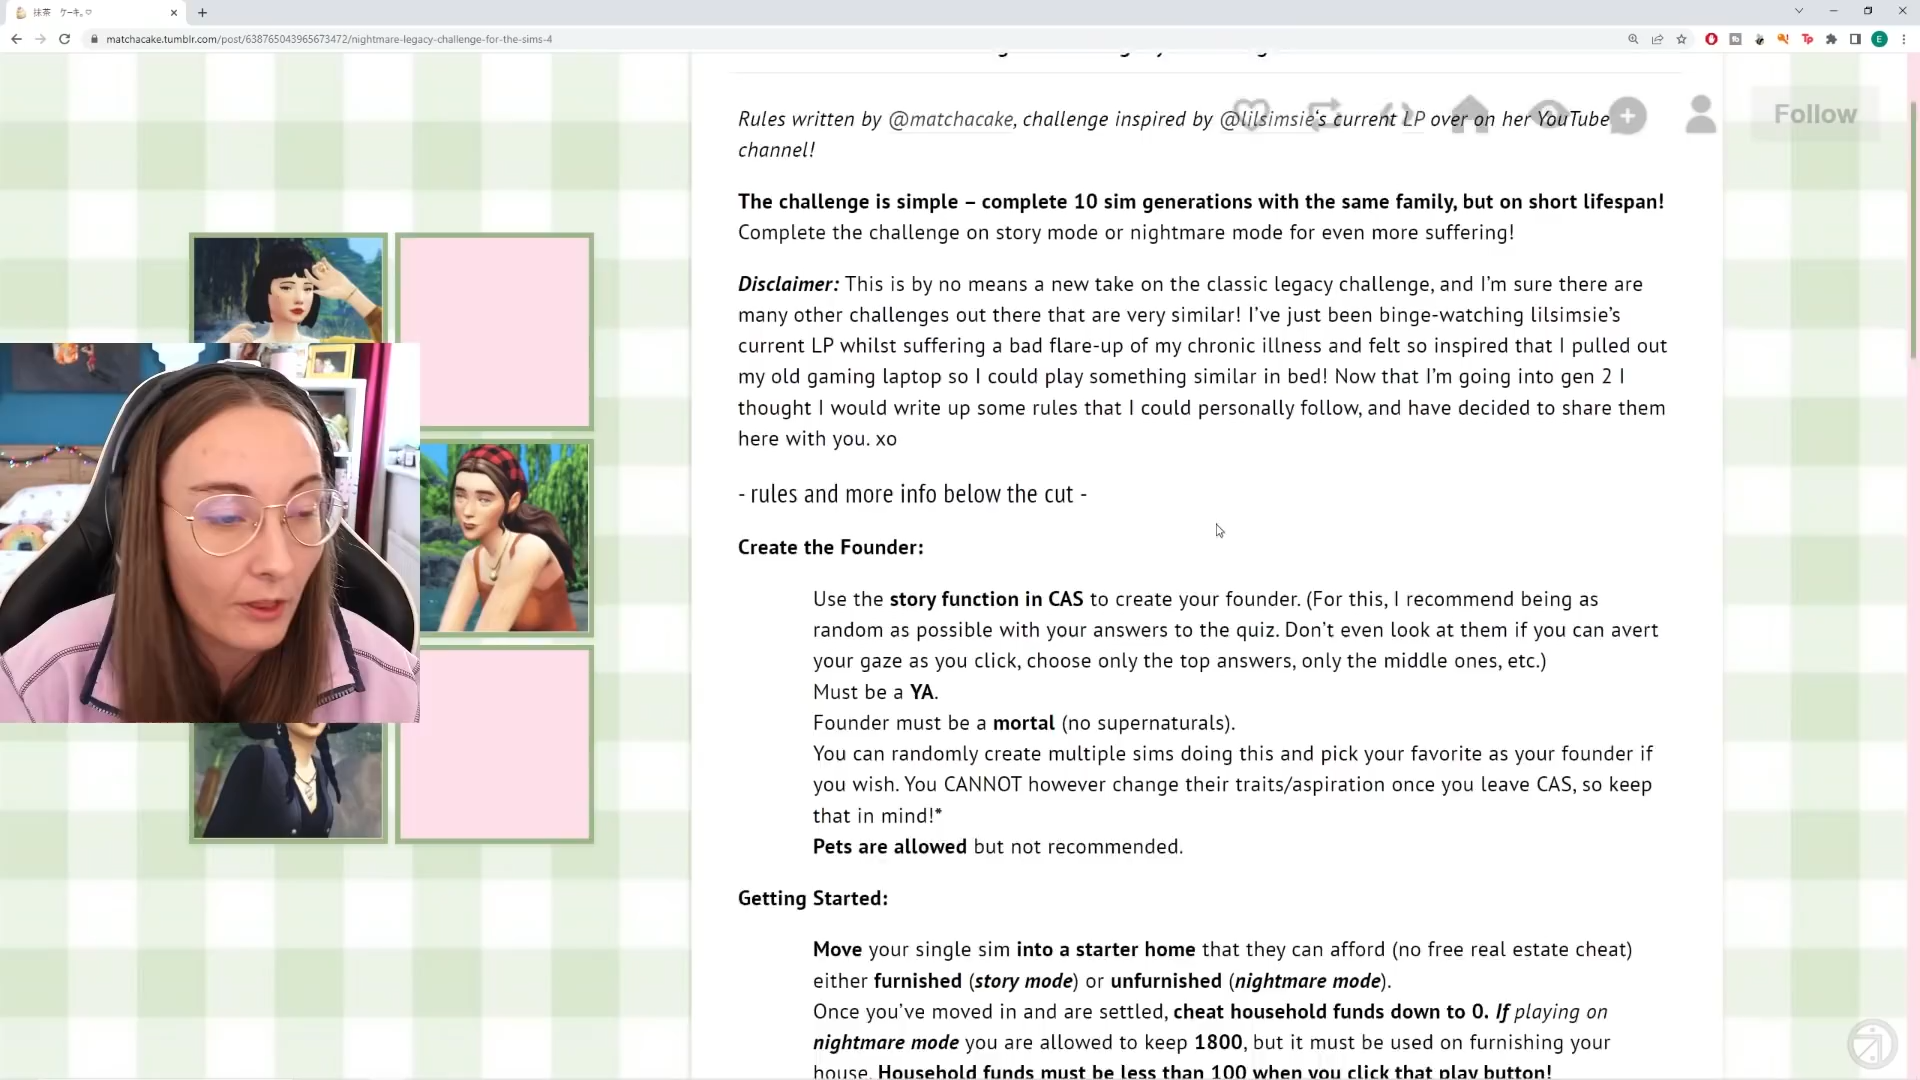 抹茶 ケーキ。♡
matchacake.tumblr.com/post/638765043965673472/nightmare-legacy-challenge-for-the-sims-4
Rules written by @matchacake, challenge inspired by @lilsimsie's current LP over on her YouTube
channel!
Follow
The challenge is simple – complete 10 sim generations with the same family, but on short lifespan!
Complete the challenge on story mode or nightmare mode for even more suffering!
Disclaimer: This is by no means a new take on the classic legacy challenge, and I'm sure there are
many other challenges out there that are very similar! I've just been binge-watching lilsimsie's
current LP whilst suffering a bad flare-up of my chronic illness and felt so inspired that I pulled out
my old gaming laptop so I could play something similar in bed! Now that I'm going into gen 2 I
thought I would write up some rules that I could personally follow, and have decided to share them
here with you. xo
- rules and more info below the cut -
Create the Founder:
Use the story function in CAS to create your founder. (For this, I recommend being as
random as possible with your answers to the quiz. Don't even look at them if you can avert
your gaze as you click, choose only the top answers, only the middle ones, etc.)
Must be a YA.
Founder must be a mortal (no supernaturals).
You can randomly create multiple sims doing this and pick your favorite as your founder if
you wish. You CANNOT however change their traits/aspiration once you leave CAS, so keep
that in mind!*
Pets are allowed but not recommended.
Getting Started:
Move your single sim into a starter home that they can afford (no free real estate cheat)
either furnished (story mode) or unfurnished (nightmare mode).
Once you've moved in and are settled, cheat household funds down to 0. If playing on
nightmare mode you are allowed to keep 1800, but it must be used on furnishing your
house. Household funds must be less than 100 when you click that play button!